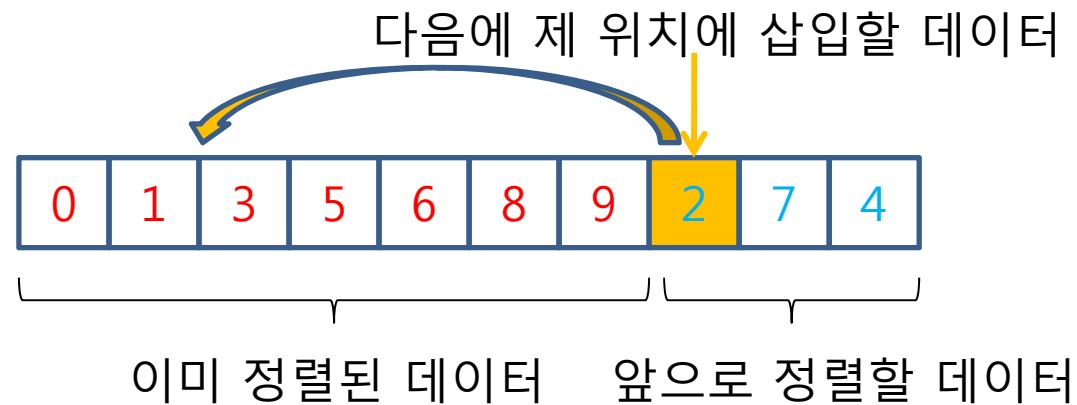 다음에 제 위치에 삽입할 데이터
0 1 3 5 6 8 9 2 7 4
이미 정렬된 데이터 앞으로 정렬할 데이터